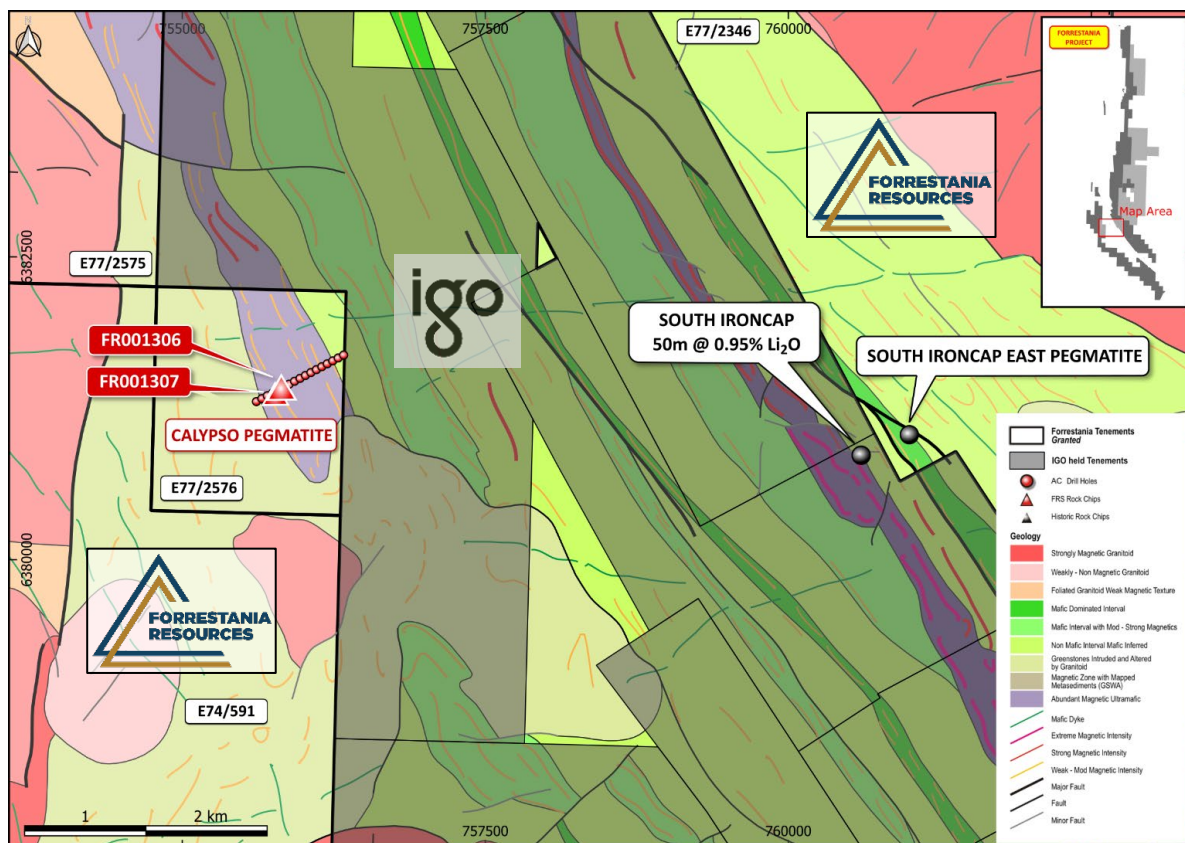 N
755000
757500
760000
E77/2346
FORRESTANIA
PROJECT
Map Area
FORRESTANIA
RESOURCES
6382500
E77/2575
igo
FR001306
FR001307
CALYPSO PEGMATITE
SOUTH IRONCAP
50m @ 0.95% Li₂O
SOUTH IRONCAP EAST PEGMATITE
E77/2576
6380000
FORRESTANIA
RESOURCES
E74/591
1
2 km
757500
760000
Forrestania Tenements
Granted
IGO held Tenements
AC Drill Holes
FRS Rock Chips
Historic Rock Chips
Geology
Strongly Magnetic Granitoid
Weakly - Non Magnetic Granitoid
Foliated Granitoid Weak Magnetic Texture
Mafic Dominated Interval
Mafic Interval with Mod - Strong Magnetics
Non Mafic Interval Mafic Inferred
Greenstones Intruded and Altered
by Granitoid
Magnetic Zone with Mapped
Metasediments (GSWA)
Abundant Magnetic Ultramafic
Mafic Dyke
Extreme Magnetic Intensity
Strong Magnetic Intensity
Weak - Mod Magnetic Intensity
Major Fault
Fault
Minor Fault